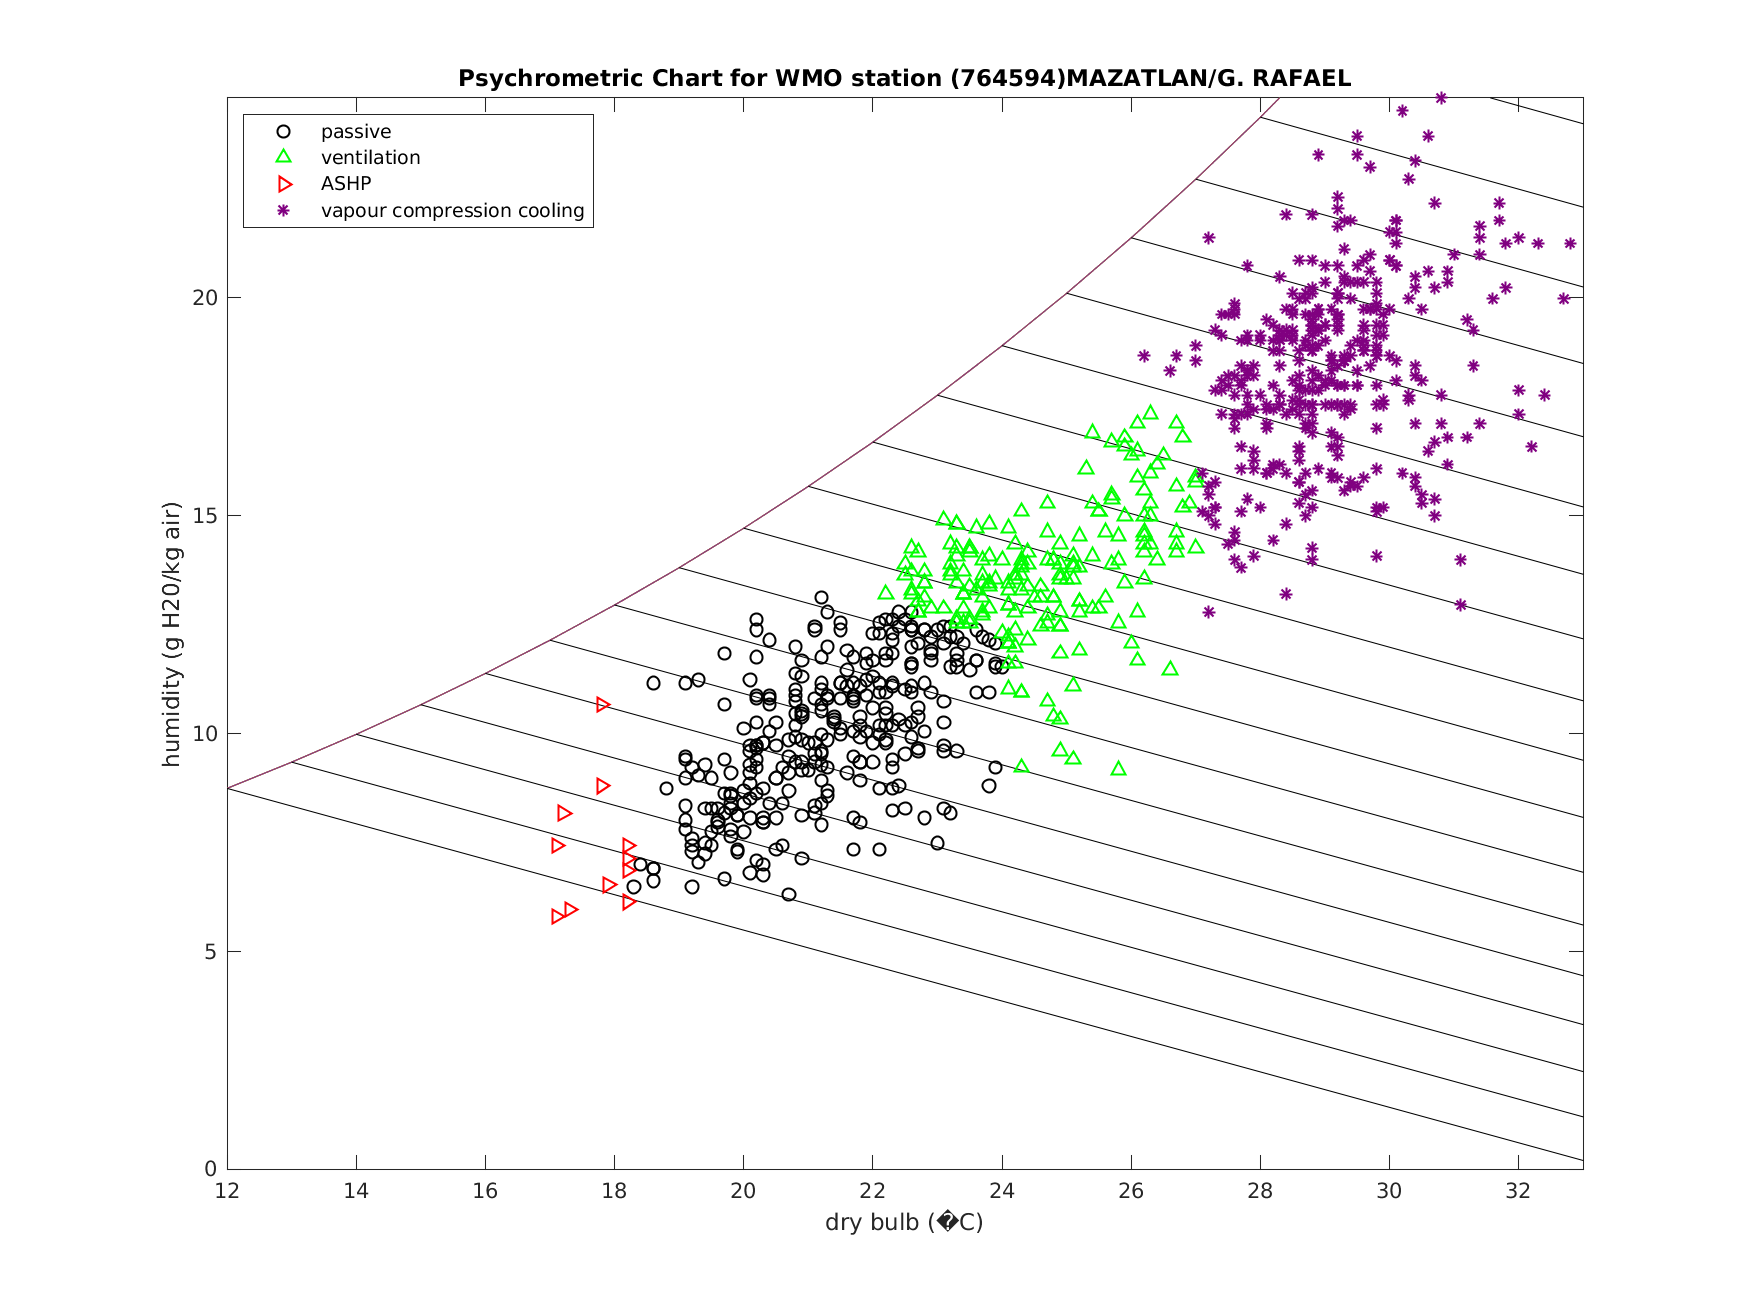 Psychrometric Chart for WMO station (764594)MAZATLAN/G. RAFAEL
passive
ventilation
ASHP
vapour compression cooling
humidity (g H20/kg air)
20
15
10
5
0
12 14 16 18 20 22 24 26 28 30 32
dry bulb (�C)